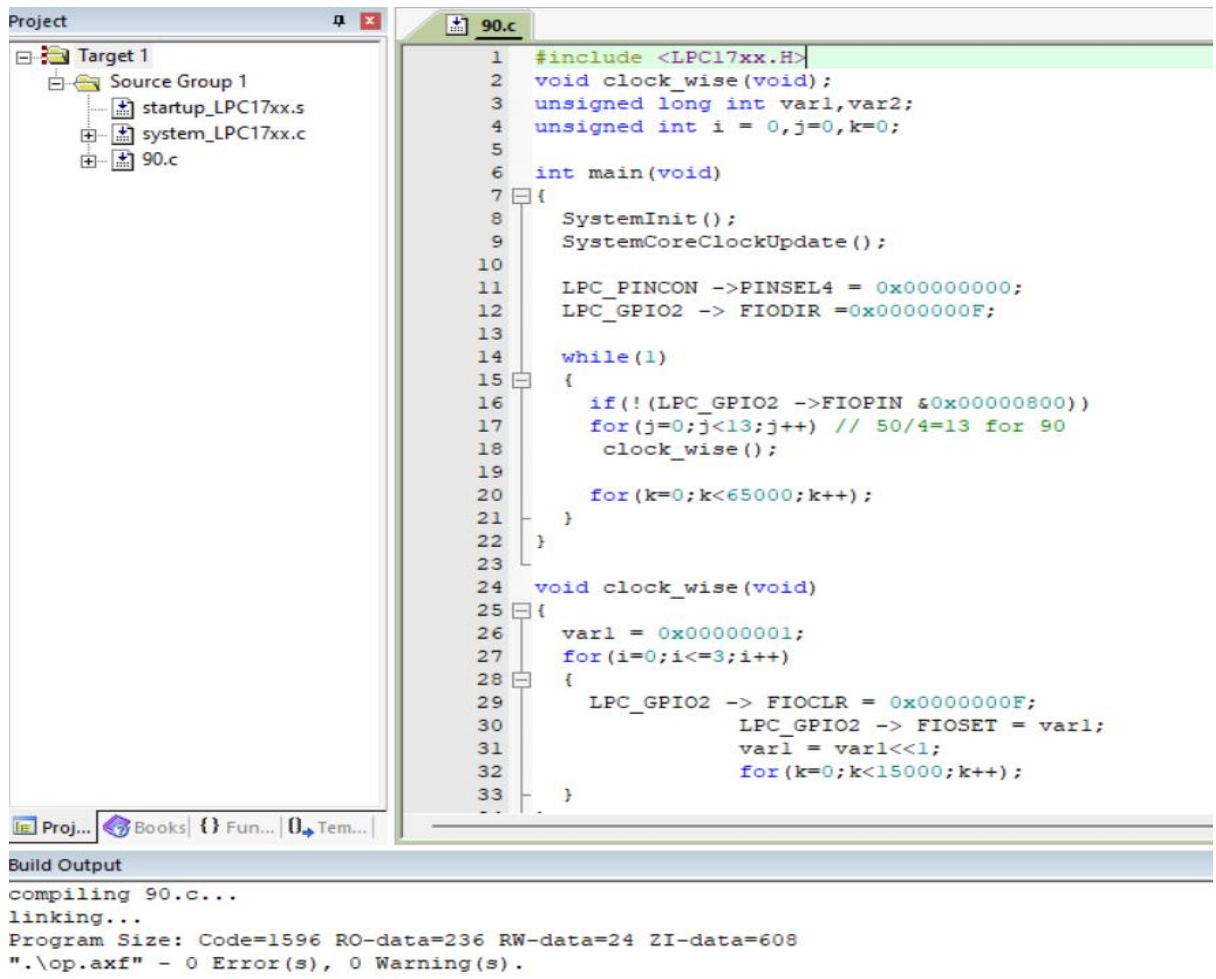 Project
Target 1
Source Group 1
startup_LPC17xx.s
system_LPC17xx.c
90.c
Proj... Books {} Fun... 0 Tem...
90.c
1 #include <LPC17xx.H>
2 void clock_wise(void);
3 unsigned long int var1,var2;
4 unsigned int i = 0,j=0,k=0;
5
6 int main(void)
7 {
8 SystemInit();
9 SystemCoreClockUpdate();
10
11 LPC_PINCON ->PINSEL4 = 0x00000000;
12 LPC_GPIO2 -> FIODIR =0x0000000F;
13
14 while(1)
15 {
16 if(!(LPC_GPIO2 ->FIOPIN &0x00000800))
17 for(j=0;j<13;j++) // 50/4=13 for 90
18 clock_wise();
19
20 for(k=0;k<65000;k++);
21 }
22 }
23
24 void clock_wise(void)
25 {
26 var1 = 0x00000001;
27 for(i=0;i<=3;i++)
28 {
29 LPC_GPIO2 -> FIOCLR = 0x0000000F;
30 LPC_GPIO2 -> FIOSET = var1;
31 var1 = var1<<1;
32 for(k=0;k<15000;k++);
33 }
Build Output
compiling 90.c...
linking...
Program Size: Code=1596 RO-data=236 RW-data=24 ZI-data=608
".\op.axf" - 0 Error(s), 0 Warning(s).